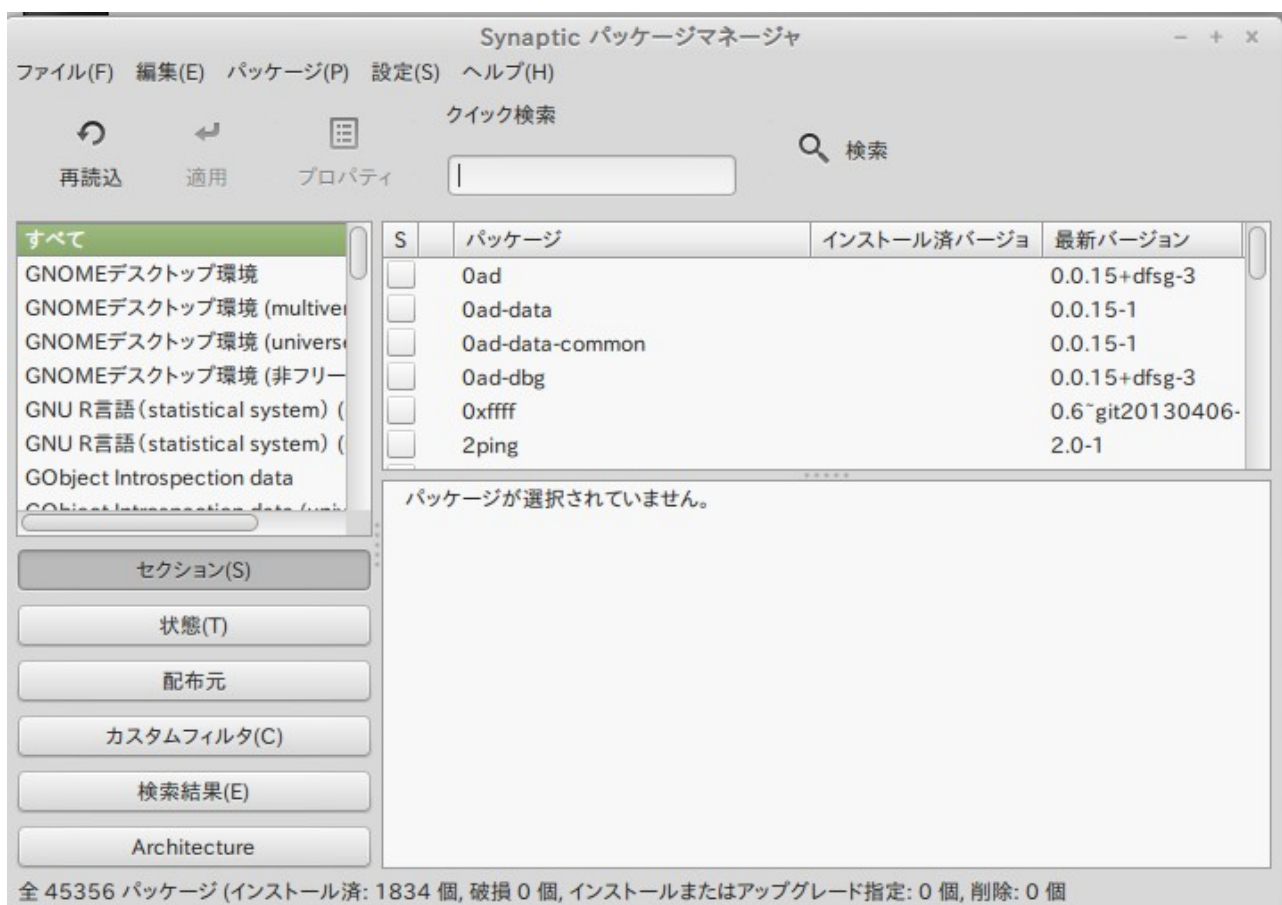 Synaptic パッケージマネージャ
ファイル(F) 編集(E) パッケージ(P) 設定(S) ヘルプ(H)
再読込
適用
プロパティ
クイック検索
検索
すべて
GNOMEデスクトップ環境
GNOMEデスクトップ環境 (multiver
GNOMEデスクトップ環境 (univers
GNOMEデスクトップ環境 (非フリー
GNU R言語(statistical system) (
GNU R言語(statistical system) (
GObject Introspection data
セクション(S)
状態(T)
配布元
カスタムフィルタ(C)
検索結果(E)
Architecture
S パッケージ インストール済バージョ 最新バージョン
0ad 0.0.15+dfsg-3
0ad-data 0.0.15-1
0ad-data-common 0.0.15-1
0ad-dbg 0.0.15+dfsg-3
0xffff 0.6~git20130406-
2ping 2.0-1
パッケージが選択されていません。
全 45356 パッケージ (インストール済: 1834 個, 破損 0 個, インストールまたはアップグレード指定: 0 個, 削除: 0 個